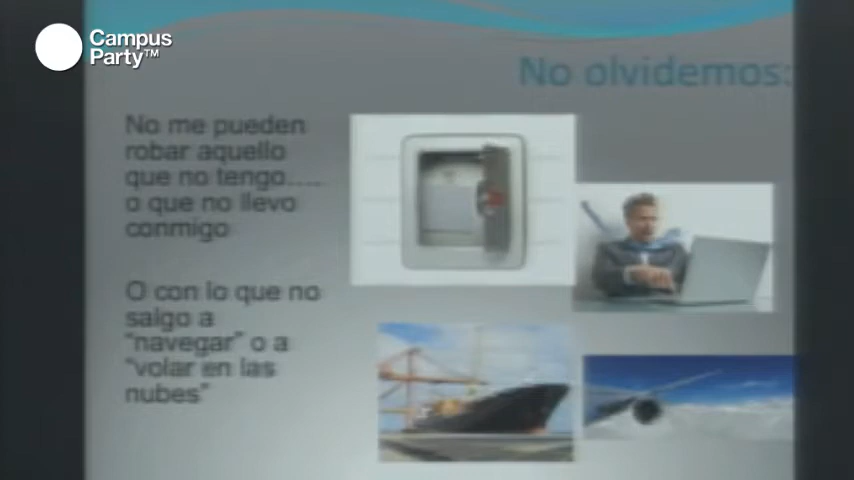 Campus
Party™
No olvidemos:
No me pueden
robar aquello
que no tengo.....
o que no llevo
conmigo
O con lo que no
salgo a
"navegar" o a
"volar en las
nubes"